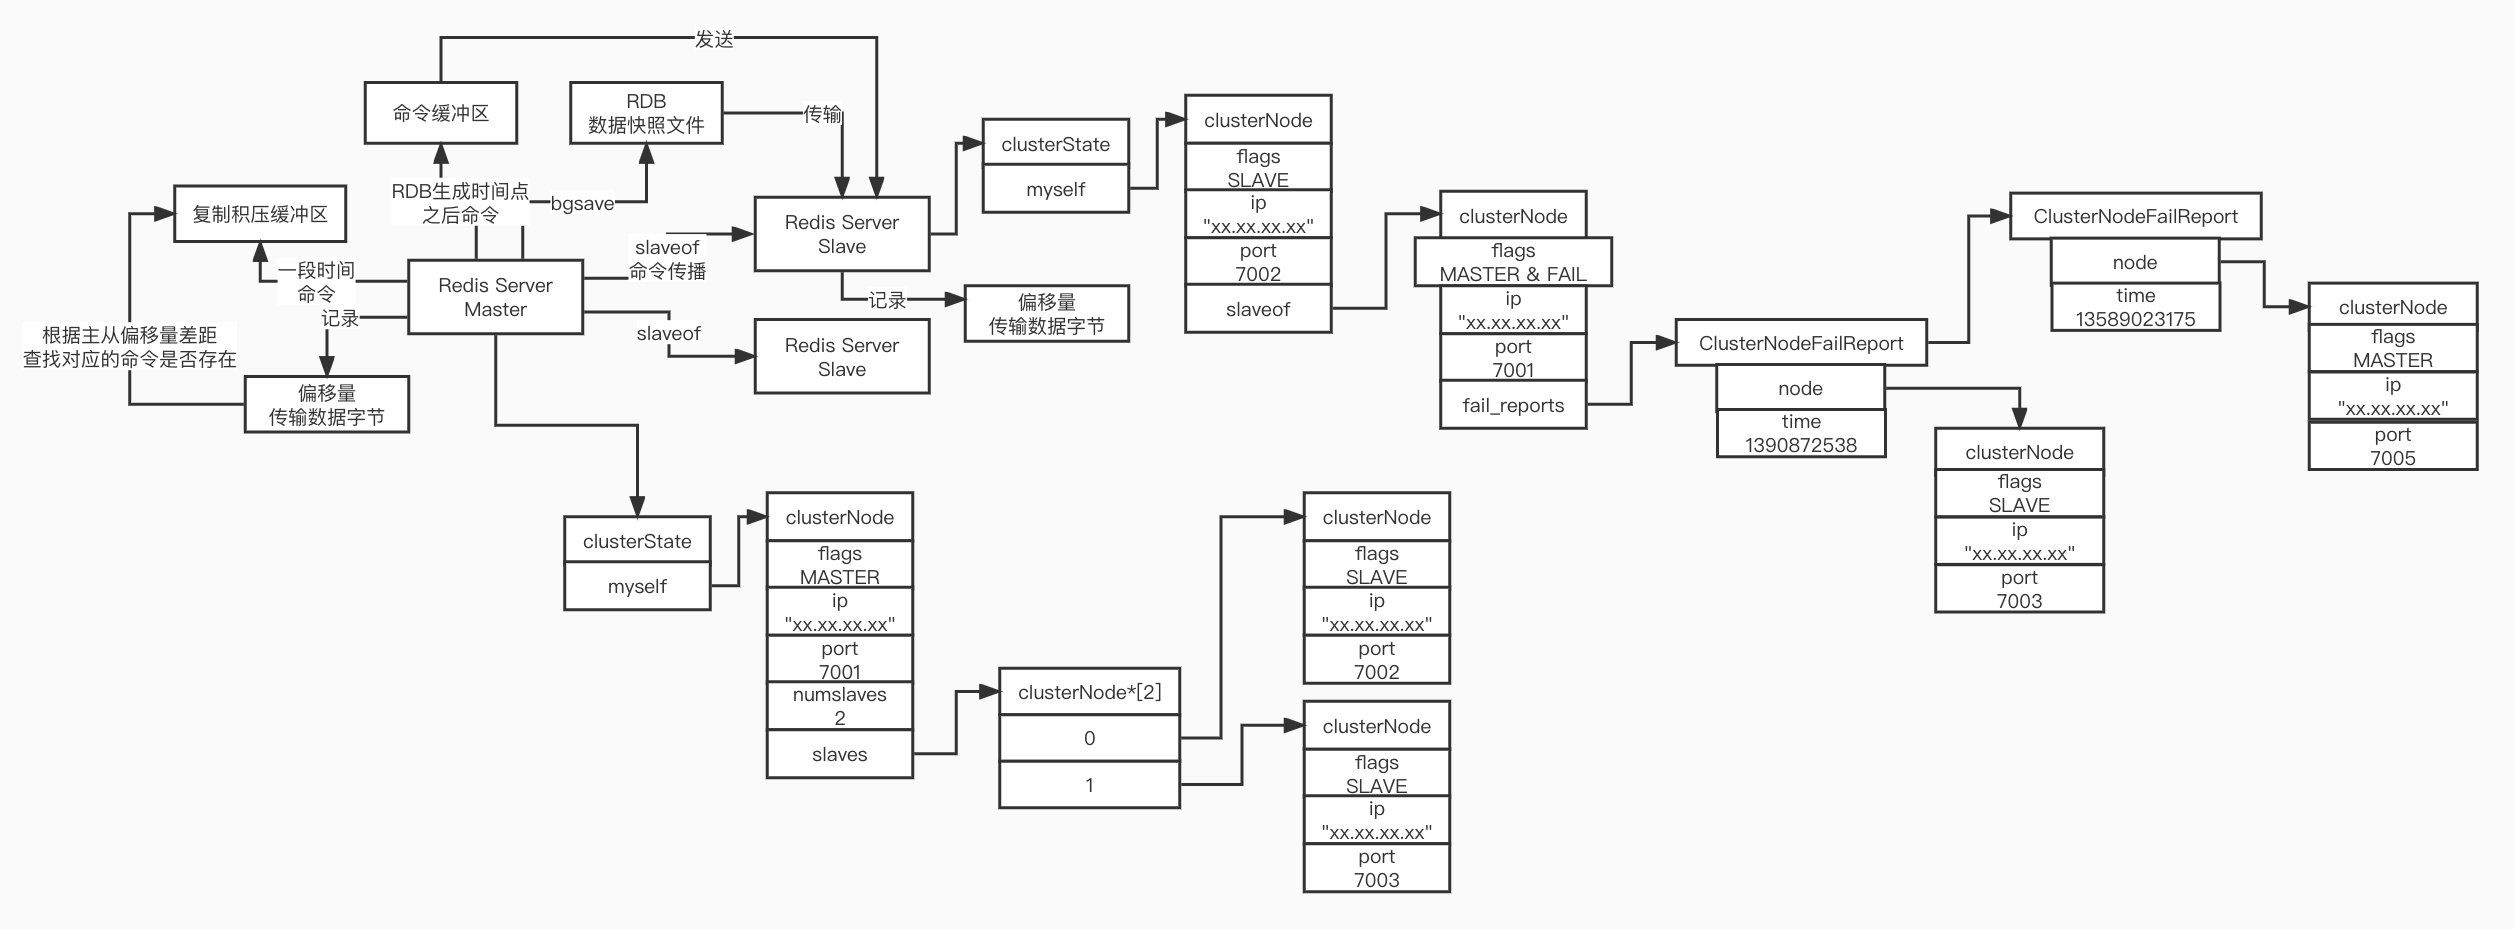 发送
命令缓冲区
RDB
数据快照文件
传输
RDB生成时间点
之后命令
bgsave
复制积压缓冲区
一段时间
命令
记录
根据主从偏移量差距
查找对应的命令是否存在
偏移量
传输数据字节
Redis Server
Master
slaveof
命令传播
slaveof
Redis Server
Slave
记录
偏移量
传输数据字节
Redis Server
Slave
clusterState
myself
clusterNode
flags
SLAVE
ip
"xx.xx.xx.xx"
port
7002
slaveof
clusterNode
flags
MASTER & FAIL
ip
"xx.xx.xx.xx"
port
7001
fail_reports
ClusterNodeFailReport
node
time
1390872538
clusterNode
flags
SLAVE
ip
"xx.xx.xx.xx"
port
7003
ClusterNodeFailReport
node
time
13589023175
clusterNode
flags
MASTER
ip
"xx.xx.xx.xx"
port
7005
clusterState
myself
clusterNode
flags
MASTER
ip
"xx.xx.xx.xx"
port
7001
numslaves
2
slaves
clusterNode*[2]
0
1
clusterNode
flags
SLAVE
ip
"xx.xx.xx.xx"
port
7002
clusterNode
flags
SLAVE
ip
"xx.xx.xx.xx"
port
7003